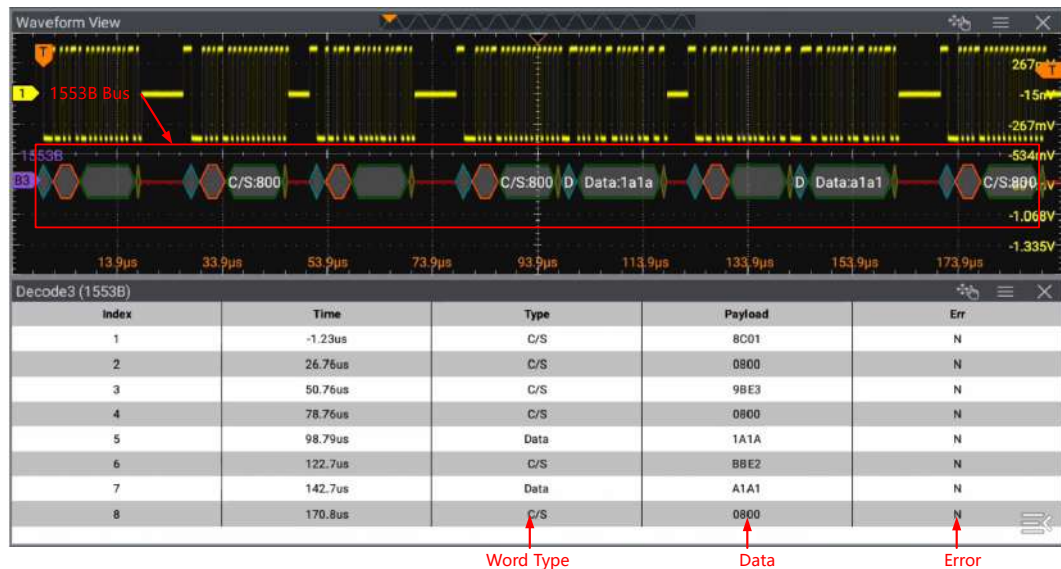 Waveform View
T
267mV
T
1
1553B Bus
-15mV
-267mV
1553B
-534mV
B3
C/S:800
C/S:800
D
Data:1a1a
D
Data:a1a1
C/S:800
-1.068V
-1.335V
13.9µs
33.9µs
53.9µs
73.9µs
93.9µs
113.9µs
133.9µs
153.9µs
173.9µs
Decode3 (1553B)
Index Time Type Payload Err
1 -1.23us C/S 8C01 N
2 26.76us C/S 0800 N
3 50.76us C/S 9BE3 N
4 78.76us C/S 0800 N
5 98.79us Data 1A1A N
6 122.7us C/S BBE2 N
7 142.7us Data A1A1 N
8 170.8us C/S 0800 N
Word Type Data Error